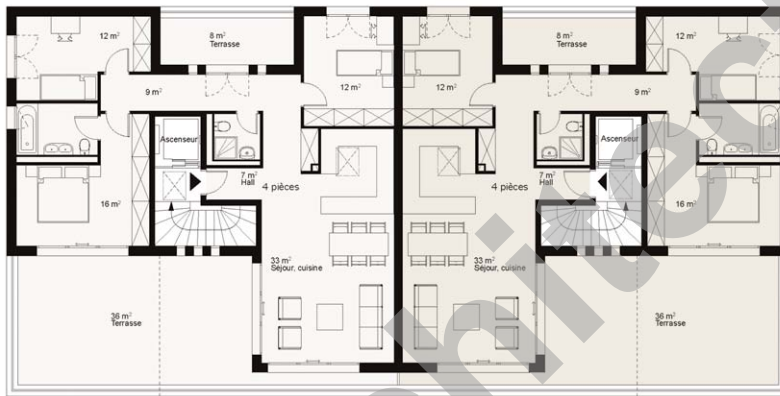 12 m²
8 m²
Terrasse
9 m²
12 m²
Ascenseur
7 m²
Hall
4 pièces
16 m²
33 m²
Séjour, cuisine
36 m²
Terrasse
8 m²
Terrasse
12 m²
12 m²
9 m²
Ascenseur
7 m²
Hall
4 pièces
16 m²
33 m²
Séjour, cuisine
36 m²
Terrasse